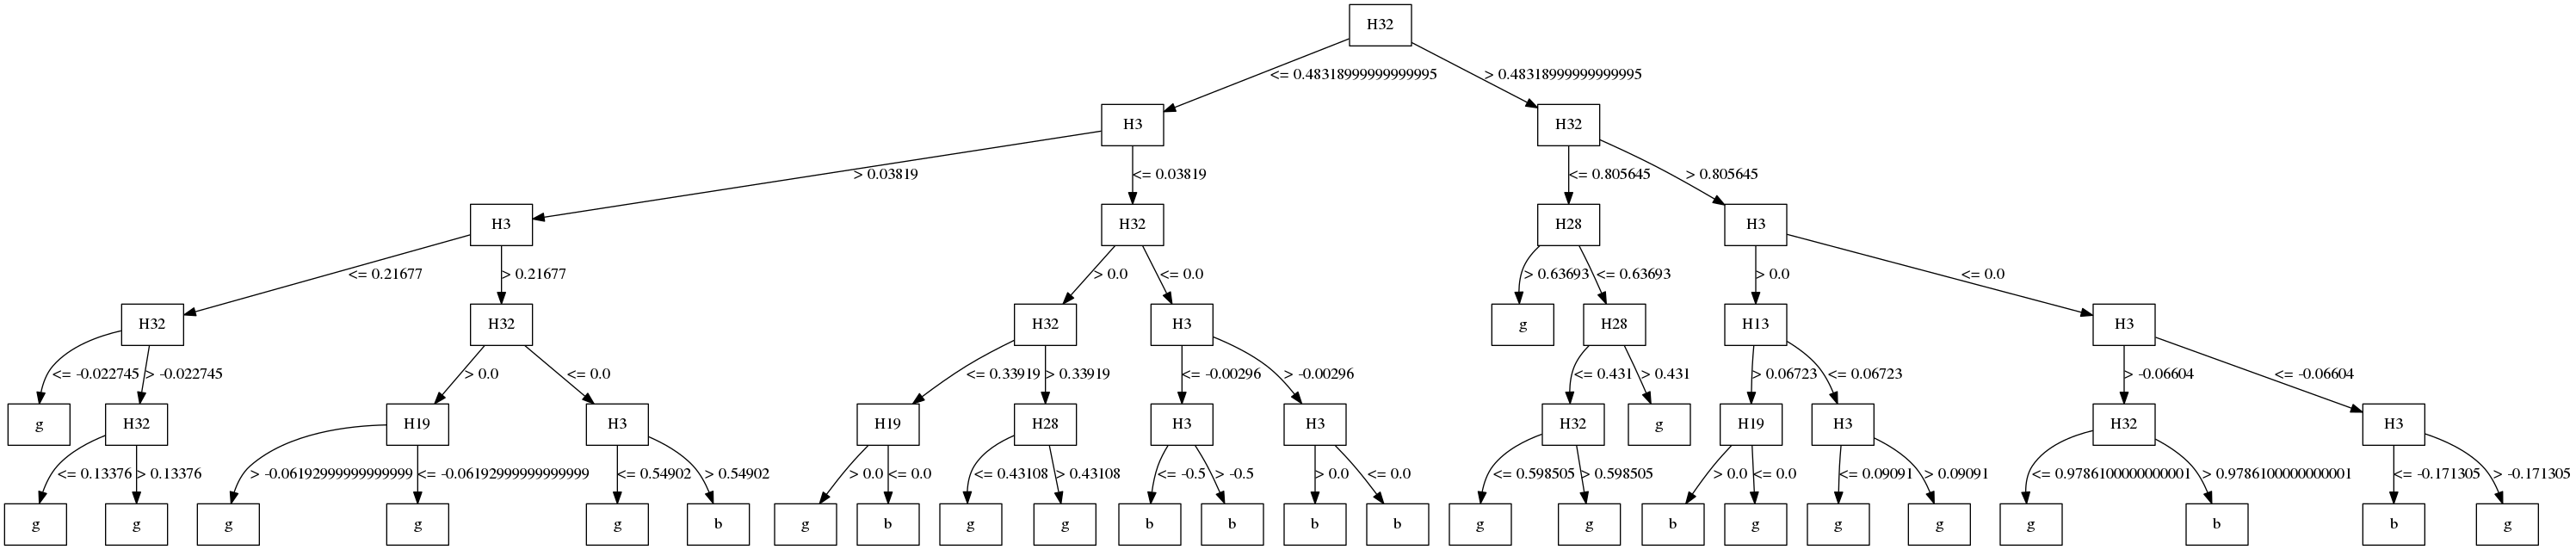 H32
<= 0.48318999999999995 > 0.48318999999999995
H3 H32
> 0.03819 <= 0.03819 <= 0.805645 > 0.805645
H3 H32 H28 H3
<= 0.21677 > 0.21677 > 0.0 <= 0.0 > 0.63693 <= 0.63693 > 0.0 <= 0.0
H32 H32 H32 H3 g H28 H13 H3
<= -0.022745 > -0.022745 > 0.0 <= 0.0 <= 0.33919 > 0.33919 <= -0.00296 > -0.00296 <= 0.431 > 0.431 > 0.06723 <= 0.06723 > -0.06604 <= -0.06604
g H32 H19 H3 H19 H28 H3 H3 H32 g H19 H3 H32 H3
<= 0.13376 > 0.13376 > -0.06192999999999999 <= -0.06192999999999999 <= 0.54902 > 0.54902 > 0.0 <= 0.0 <= 0.43108 > 0.43108 <= -0.5 > -0.5 > 0.0 <= 0.0 <= 0.598505 > 0.598505 > 0.0 <= 0.0 <= 0.09091 > 0.09091 <= 0.9786100000000001 > 0.9786100000000001 <= -0.171305 > -0.171305
g g g g g b g b g g b b b b g g b g g g g b b g